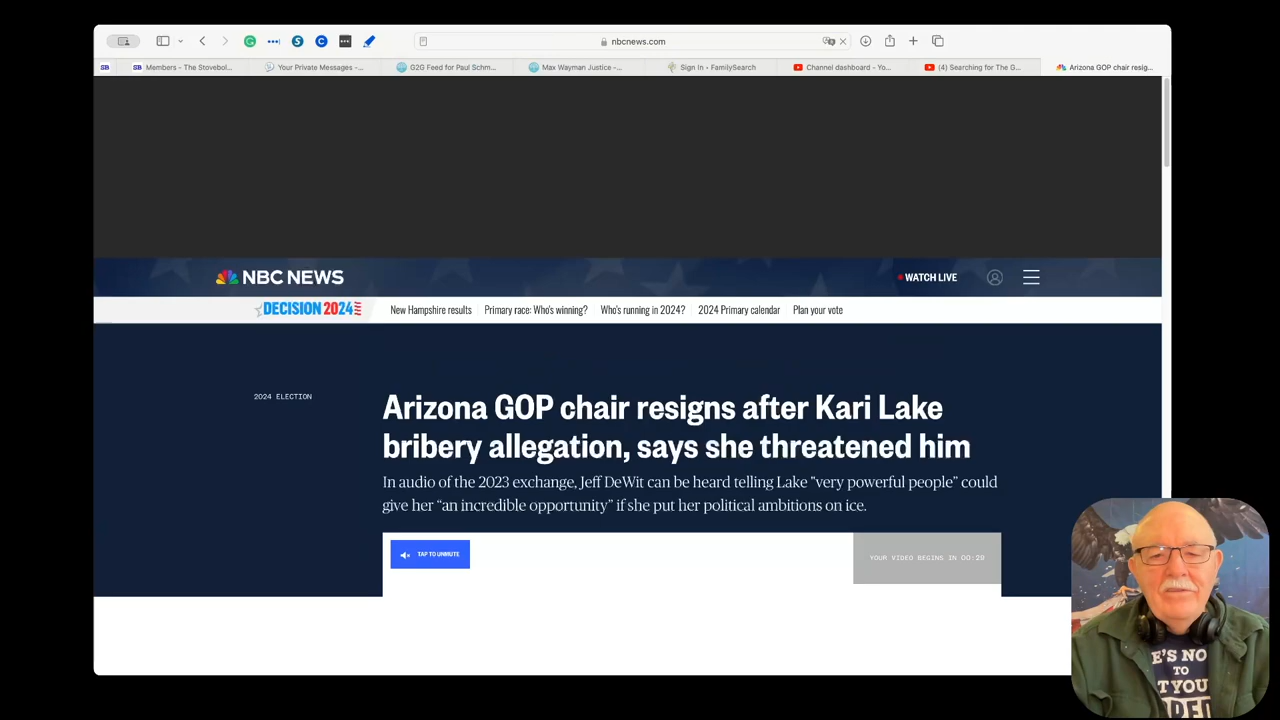 nbcnews.com
SB
SB Members - The Stovebol...
Your Private Messages -...
G2G Feed for Paul Schm...
Max Wayman Justice -...
Sign In - FamilySearch
Channel dashboard - Yo...
(4) Searching for The G...
Arizona GOP chair resig...
NBC NEWS
WATCH LIVE
DECISION 2024
New Hampshire results
Primary race: Who's winning?
Who's running in 2024?
2024 Primary calendar
Plan your vote
2024 ELECTION
Arizona GOP chair resigns after Kari Lake
bribery allegation, says she threatened him
In audio of the 2023 exchange, Jeff DeWit can be heard telling Lake "very powerful people" could
give her “an incredible opportunity” if she put her political ambitions on ice.
TAP TO UNMUTE
YOUR VIDEO BEGINS IN 00:29
E'S NO
TO
T YOU